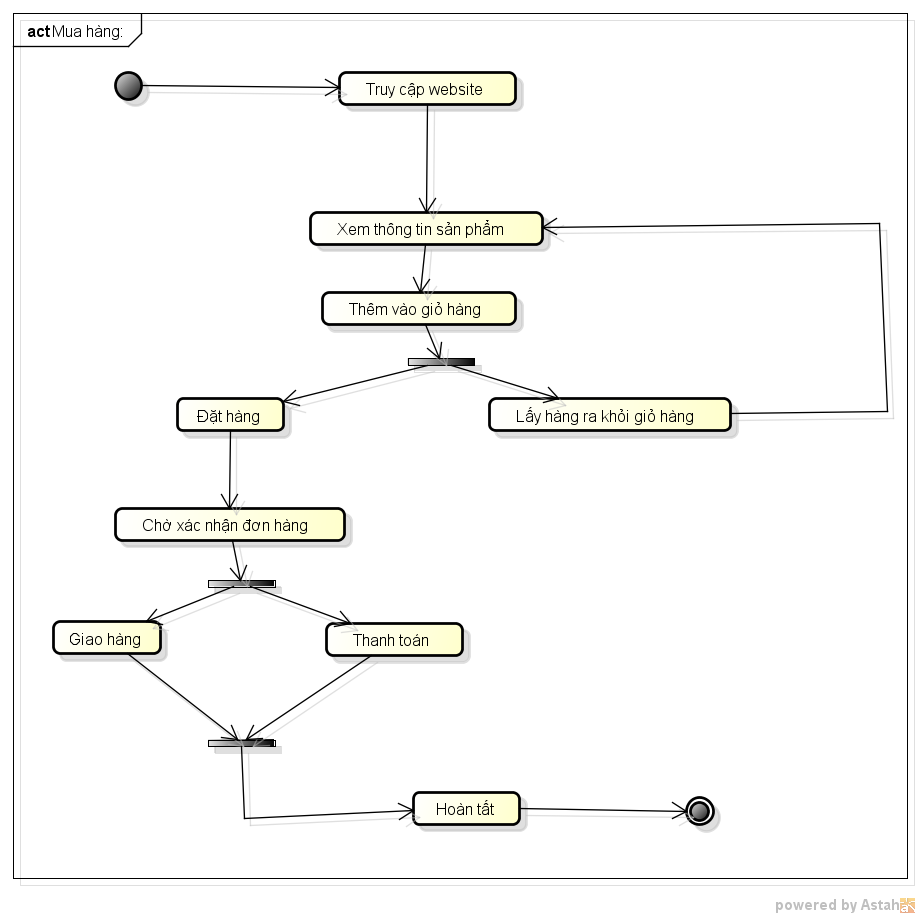 act Mua hàng:
Truy cập website
Xem thông tin sản phẩm
Thêm vào giỏ hàng
Đặt hàng
Lấy hàng ra khỏi giỏ hàng
Chờ xác nhận đơn hàng
Giao hàng
Thanh toán
Hoàn tất
powered by Astah